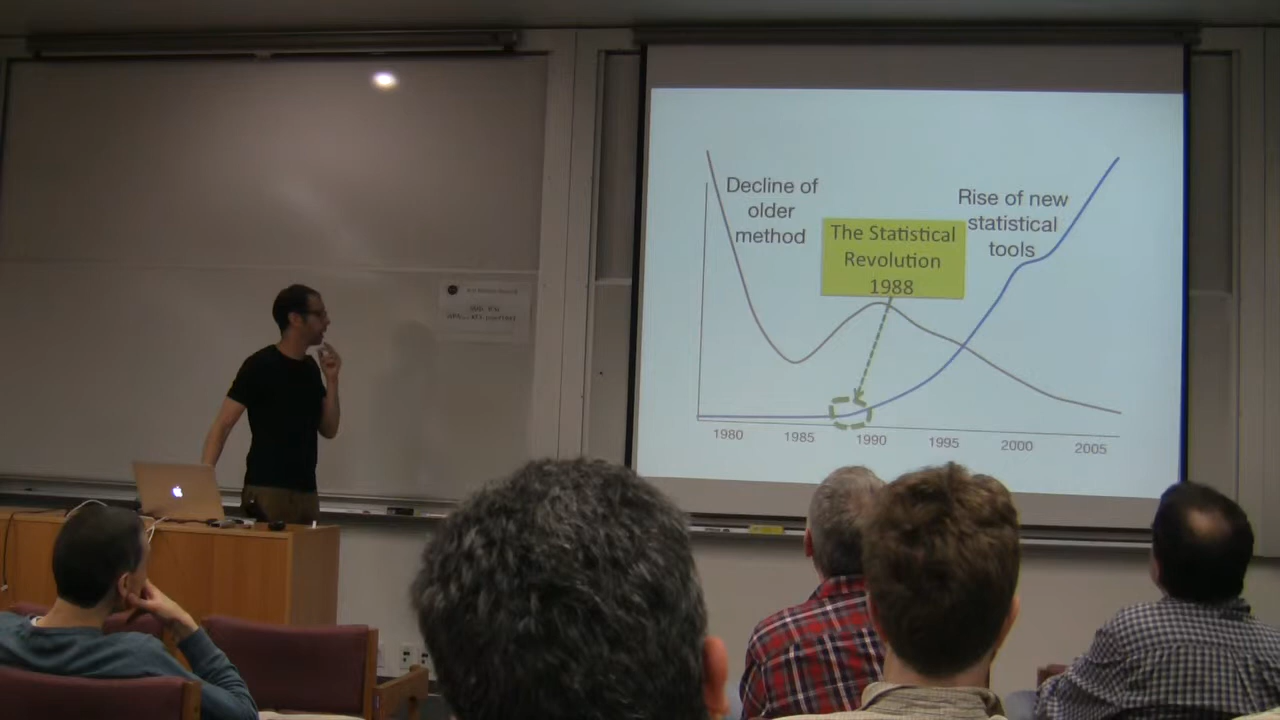 Decline of
older
method
The Statistical
Revolution
1988
Rise of new
statistical
tools
1980
1985
1990
1995
2000
2005